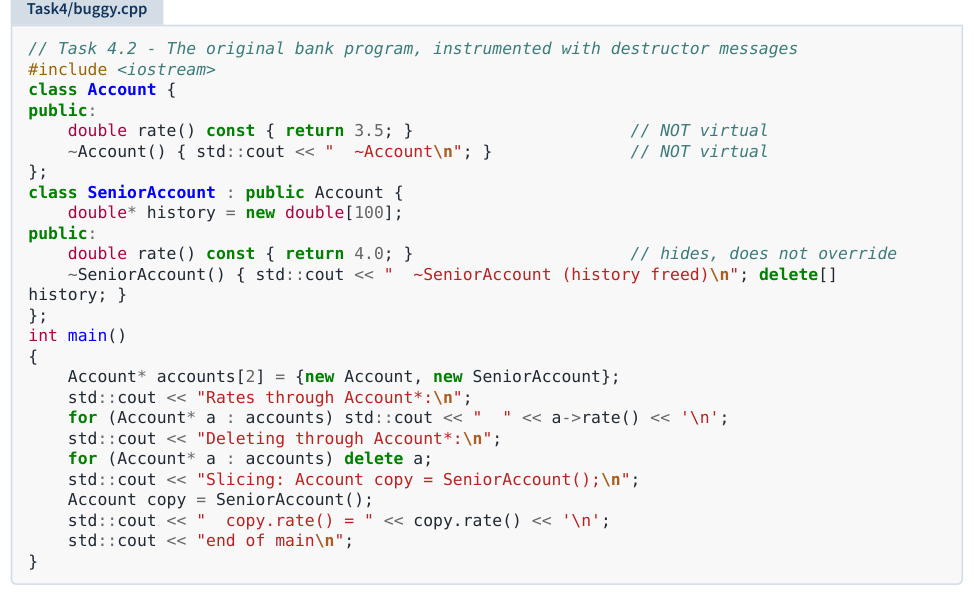 Task4/buggy.cpp
// Task 4.2 - The original bank program, instrumented with destructor messages
#include <iostream>
class Account {
public:
    double rate() const { return 3.5; }                      // NOT virtual
    ~Account() { std::cout << "  ~Account\n"; }              // NOT virtual
};
class SeniorAccount : public Account {
    double* history = new double[100];
public:
    double rate() const { return 4.0; }                      // hides, does not override
    ~SeniorAccount() { std::cout << "  ~SeniorAccount (history freed)\n"; delete[]
history; }
};
int main()
{
    Account* accounts[2] = {new Account, new SeniorAccount};
    std::cout << "Rates through Account*:\n";
    for (Account* a : accounts) std::cout << "  " << a->rate() << '\n';
    std::cout << "Deleting through Account*:\n";
    for (Account* a : accounts) delete a;
    std::cout << "Slicing: Account copy = SeniorAccount();\n";
    Account copy = SeniorAccount();
    std::cout << "  copy.rate() = " << copy.rate() << '\n';
    std::cout << "end of main\n";
}